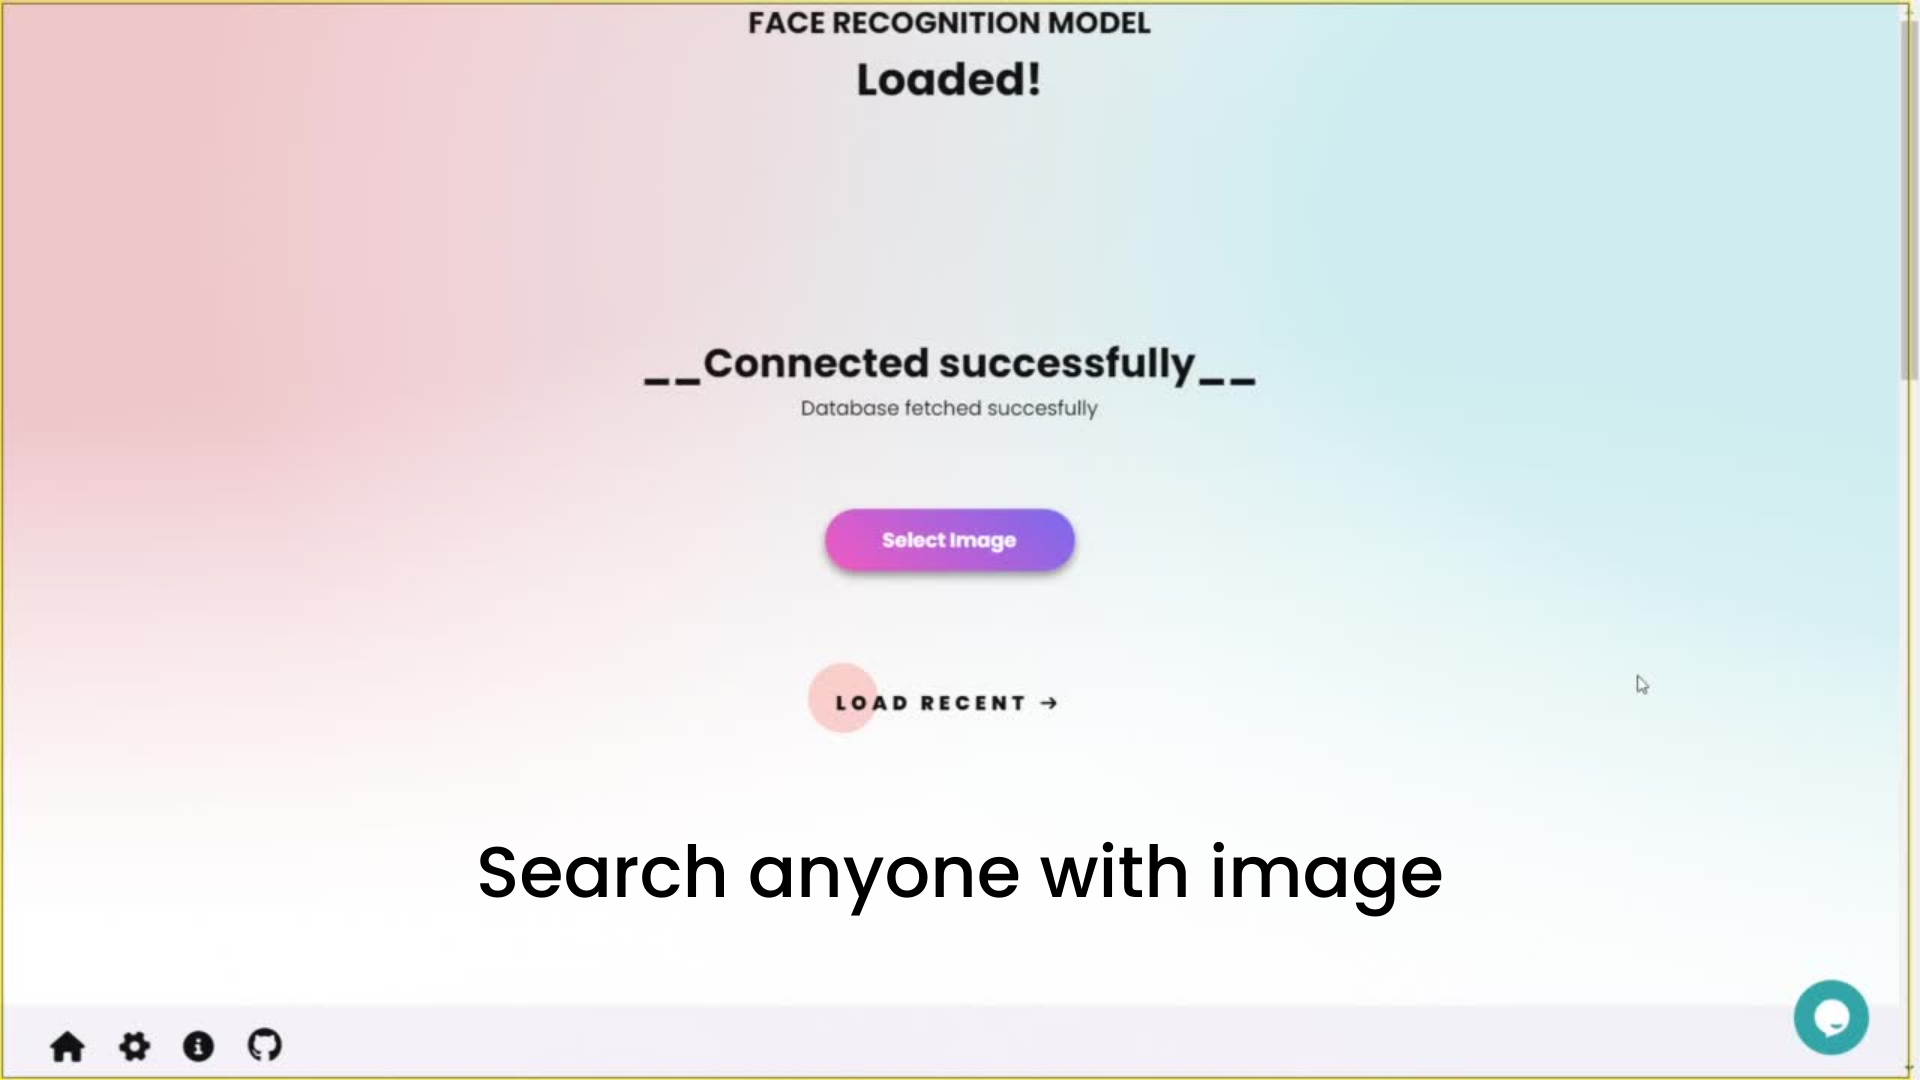 FACE RECOGNITION MODEL
Loaded!
__Connected successfully__
Database fetched succesfully
Select Image
LOAD RECENT →
Search anyone with image